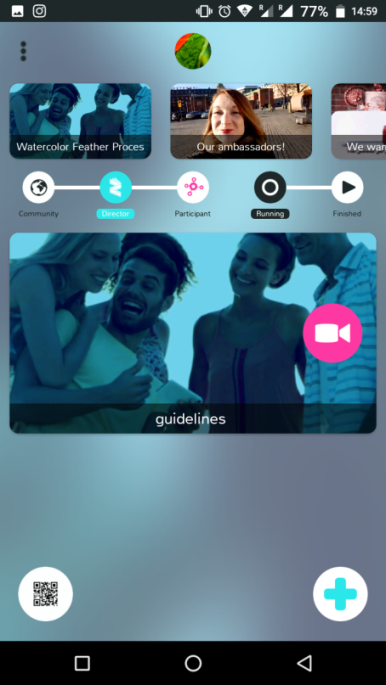 R R 77% 14:59
Watercolor Feather Proces
Our ambassadors!
We wan
Community
Director
Participant
Running
Finished
guidelines